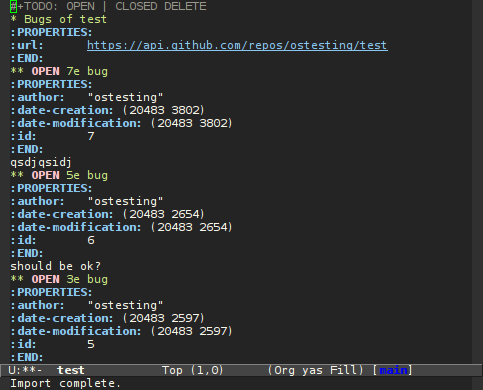 #+TODO: OPEN | CLOSED DELETE
* Bugs of test
:PROPERTIES:
:url:      https://api.github.com/repos/ostesting/test
:END:
** OPEN 7e bug
:PROPERTIES:
:author:   "ostesting"
:date-creation: (20483 3802)
:date-modification: (20483 3802)
:id:       7
:END:
qsdjqsidj
** OPEN 5e bug
:PROPERTIES:
:author:   "ostesting"
:date-creation: (20483 2654)
:date-modification: (20483 2654)
:id:       6
:END:
should be ok?
** OPEN 3e bug
:PROPERTIES:
:author:   "ostesting"
:date-creation: (20483 2597)
:date-modification: (20483 2597)
:id:       5
:END:
U:**-  test           Top (1,0)      (Org yas Fill) [main]
Import complete.